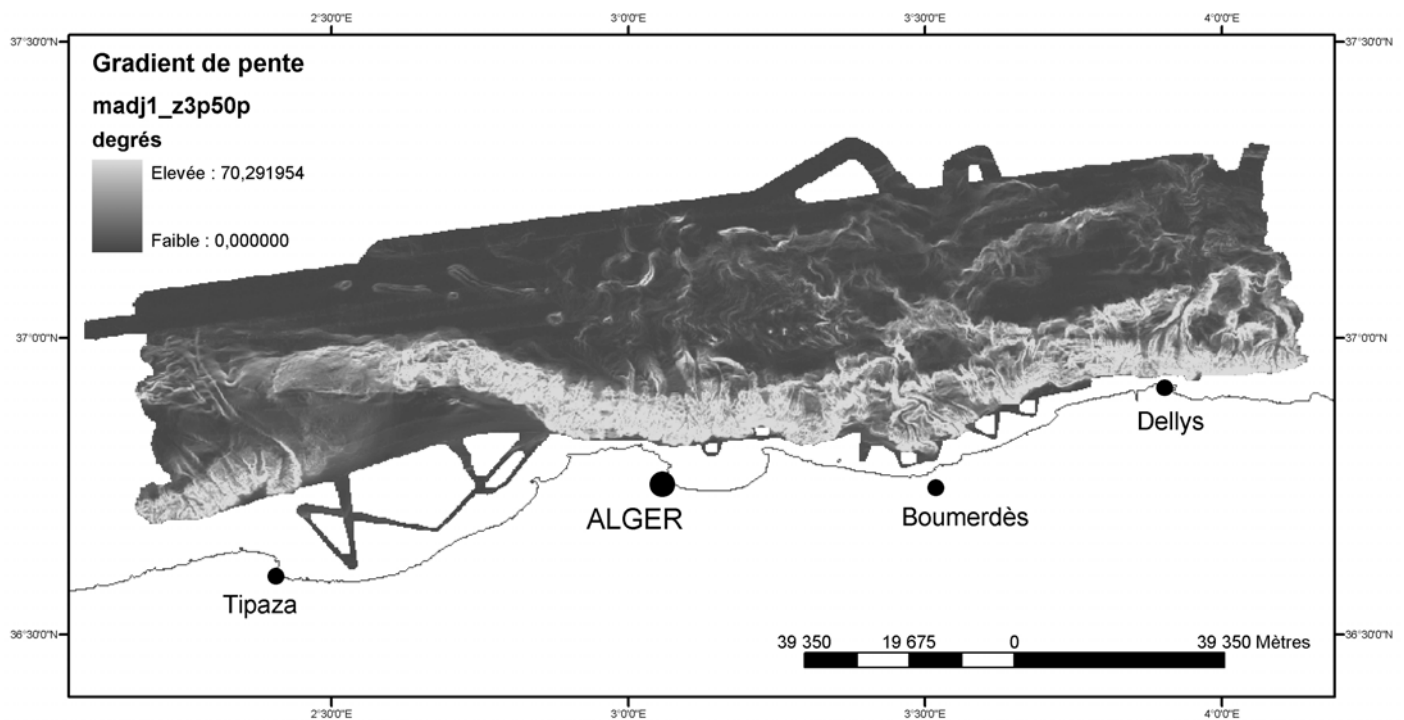 2°30'0"E 3°0'0"E 3°30'0"E 4°0'0"E
37°30'0"N 37°30'0"N
Gradient de pente
madj1_z3p50p
degrés
Elevée : 70,291954
Faible : 0,000000
37°0'0"N 37°0'0"N
Dellys
ALGER
Boumerdès
Tipaza
36°30'0"N 36°30'0"N
39 350 19 675 0 39 350 Mètres
2°30'0"E 3°0'0"E 3°30'0"E 4°0'0"E